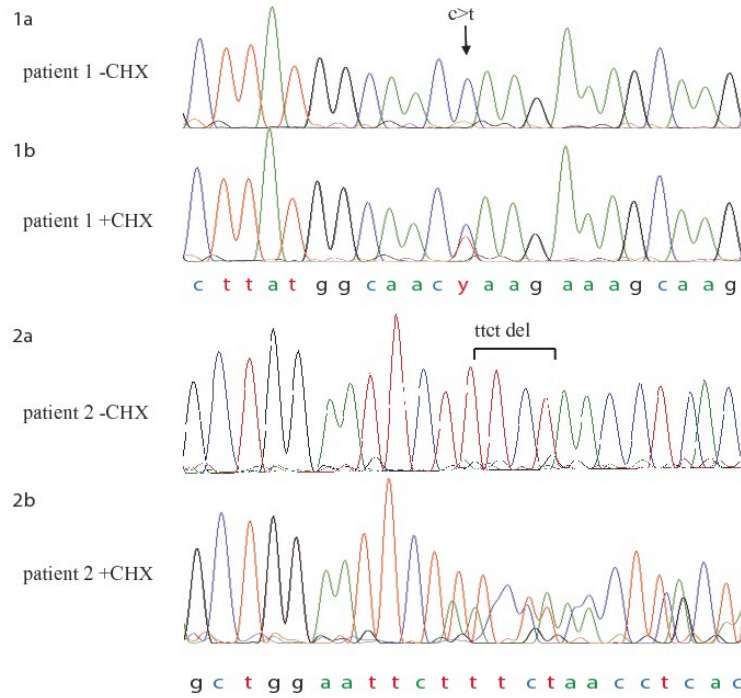 1a
c>t
patient 1 -CHX
1b
patient 1 +CHX
c t t a t g g c a a c y a a g a a a g c a a g
2a
ttct del
patient 2 -CHX
2b
patient 2 +CHX
g c t g g a a t t c t t t c t a a c c t c a c